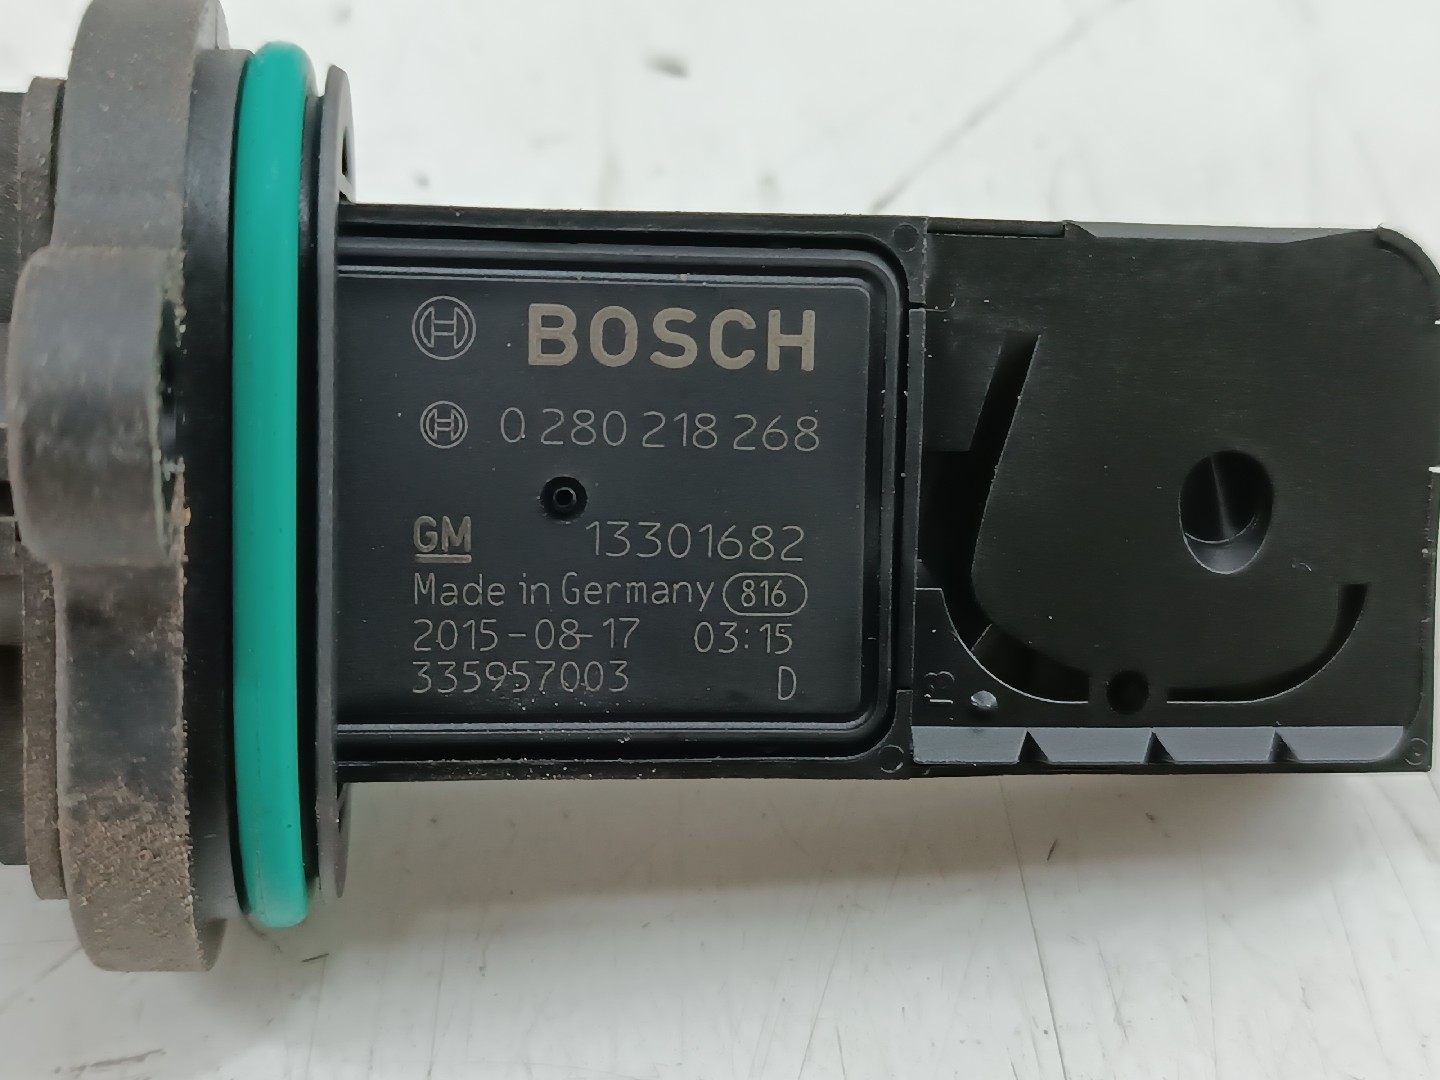 BOSCH
0 280 218 268
GM 13301682
Made in Germany 816
2015-08-17 03:15
335957003 D